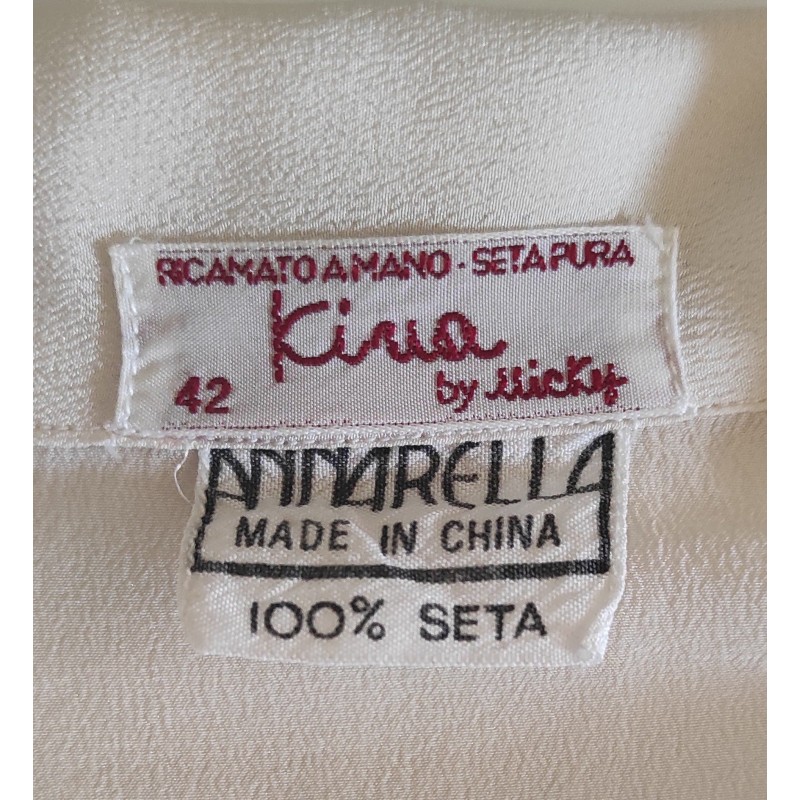 RICAMATO A MANO - SETA PURA
Kina
42 by Micky
ANNARELLA
MADE IN CHINA
100% SETA